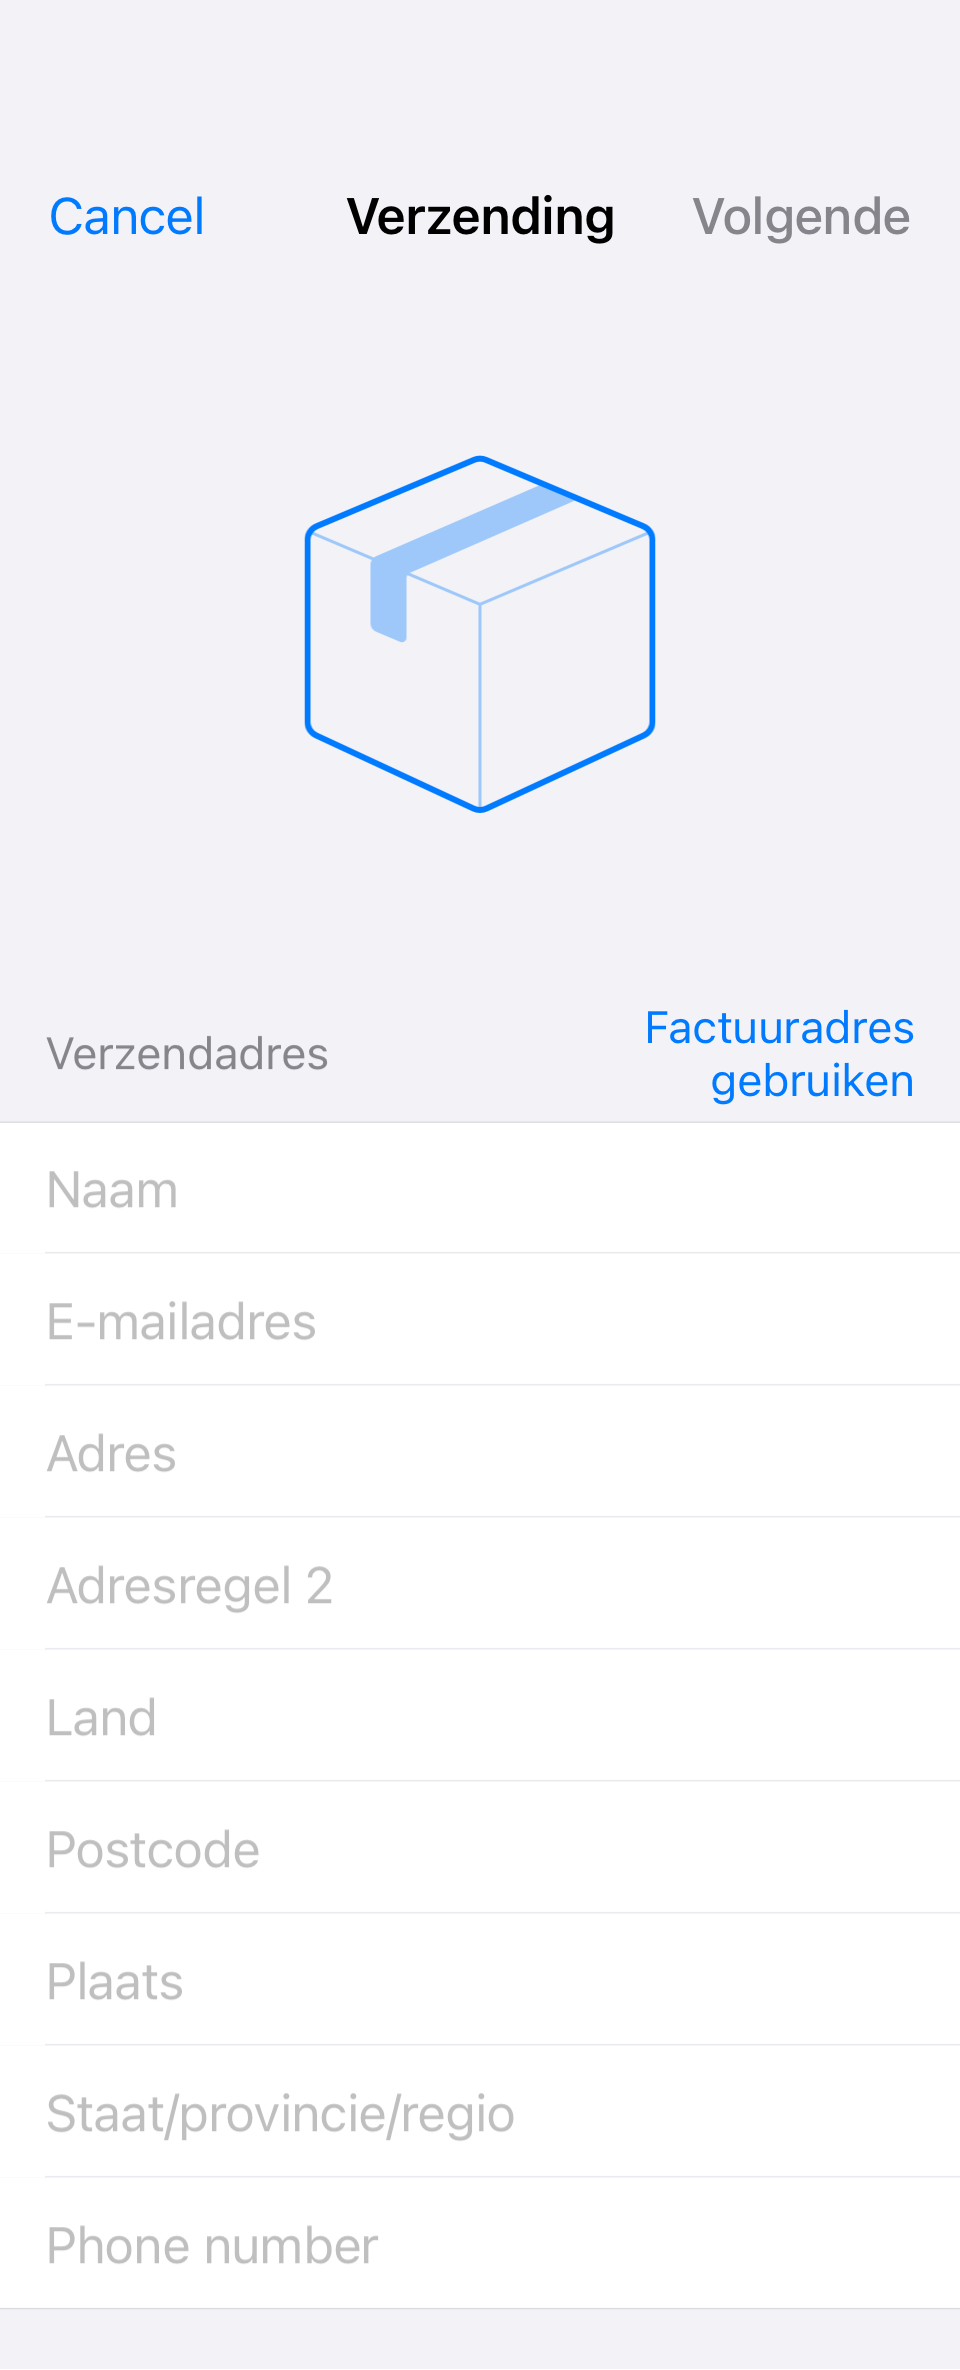 Cancel Verzending Volgende
Verzendadres
Factuuradres
gebruiken
Naam
E-mailadres
Adres
Adresregel 2
Land
Postcode
Plaats
Staat/provincie/regio
Phone number